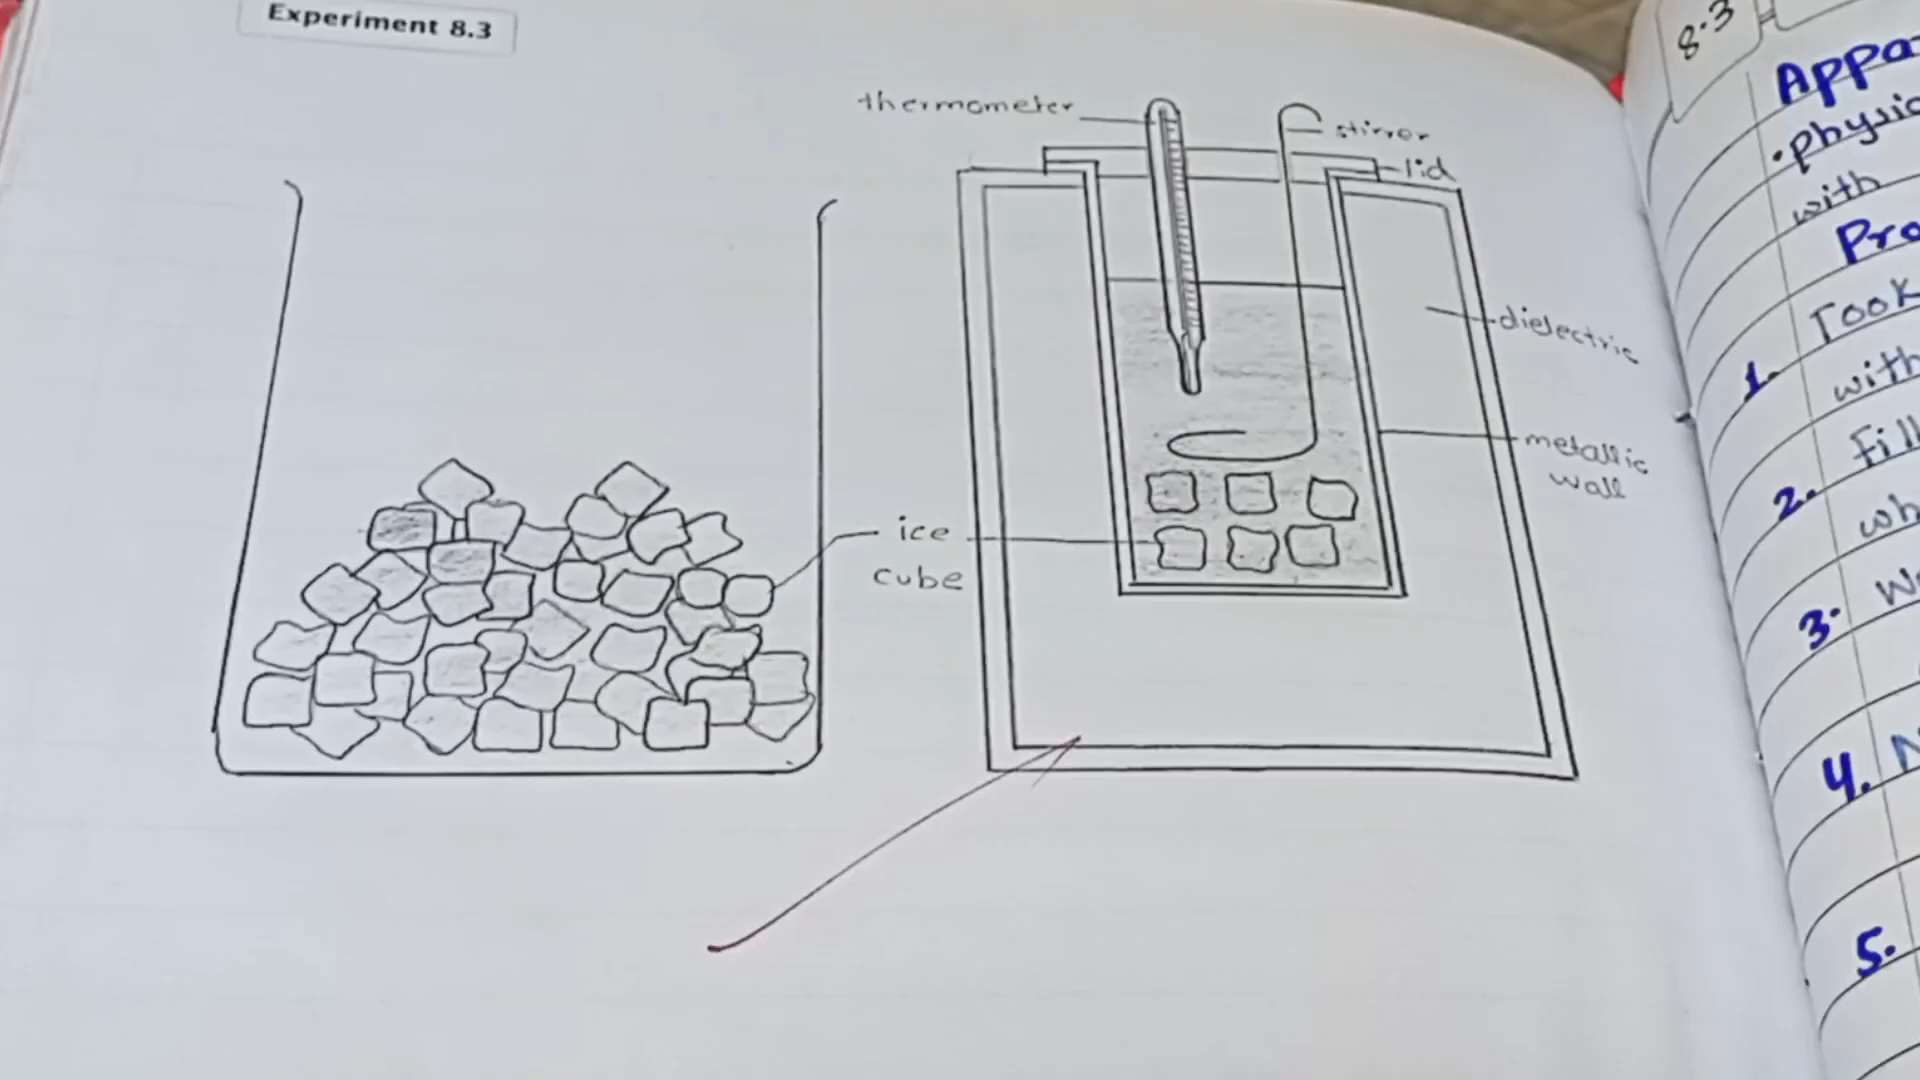 Experiment 8.3
thermometer
stirrer
lid
dielectric
metallic
wall
ice
cube
8.3
Appa
• physic
with
Pro
1. Took
with
2. Fill
wh
3. We
4. N
5.